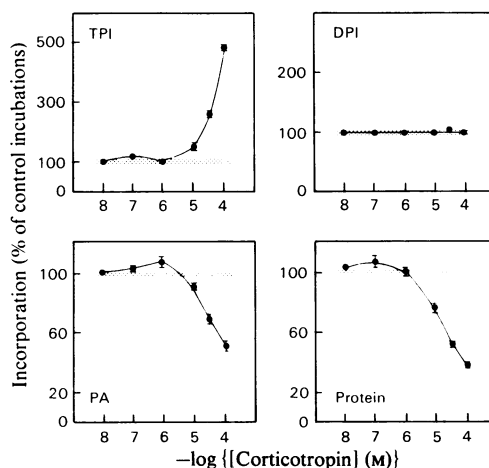 Incorporation (% of control incubations)
TPI
500
300
100
0
8 7 6 5 4
DPI
300
200
100
0
8 7 6 5 4
PA
100
60
20
0
8 7 6 5 4
Protein
100
60
20
0
8 7 6 5 4
−log {[Corticotropin] (M)}